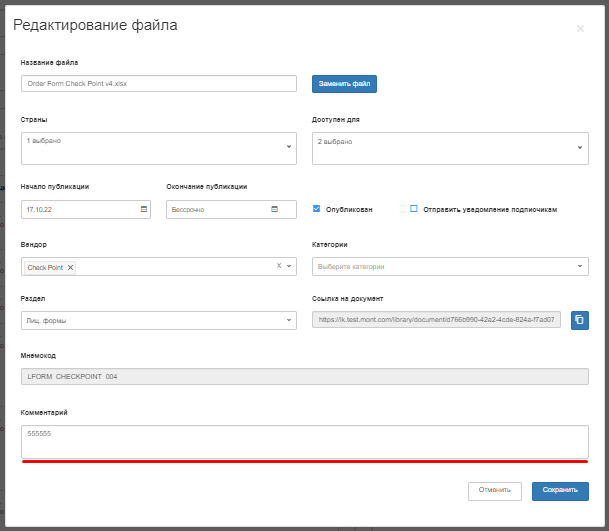 Редактирование файла
×
Название файла
Order Form Check Point v4.xlsx
Заменить файл
Страны
Доступен для
1 выбрано
2 выбрано
Начало публикации
Окончание публикации
17.10.22
Бессрочно
Опубликован
Отправить уведомление подписчикам
Вендор
Категории
Check Point ×
×
Выберите категории
Раздел
Ссылка на документ
Лиц. формы
https://lk.test.mont.com/library/document/d766b990-42a2-4cde-824a-f7ad07
Мнемокод
LFORM_CHECKPOINT_004
Комментарий
555555
Отменить
Сохранить